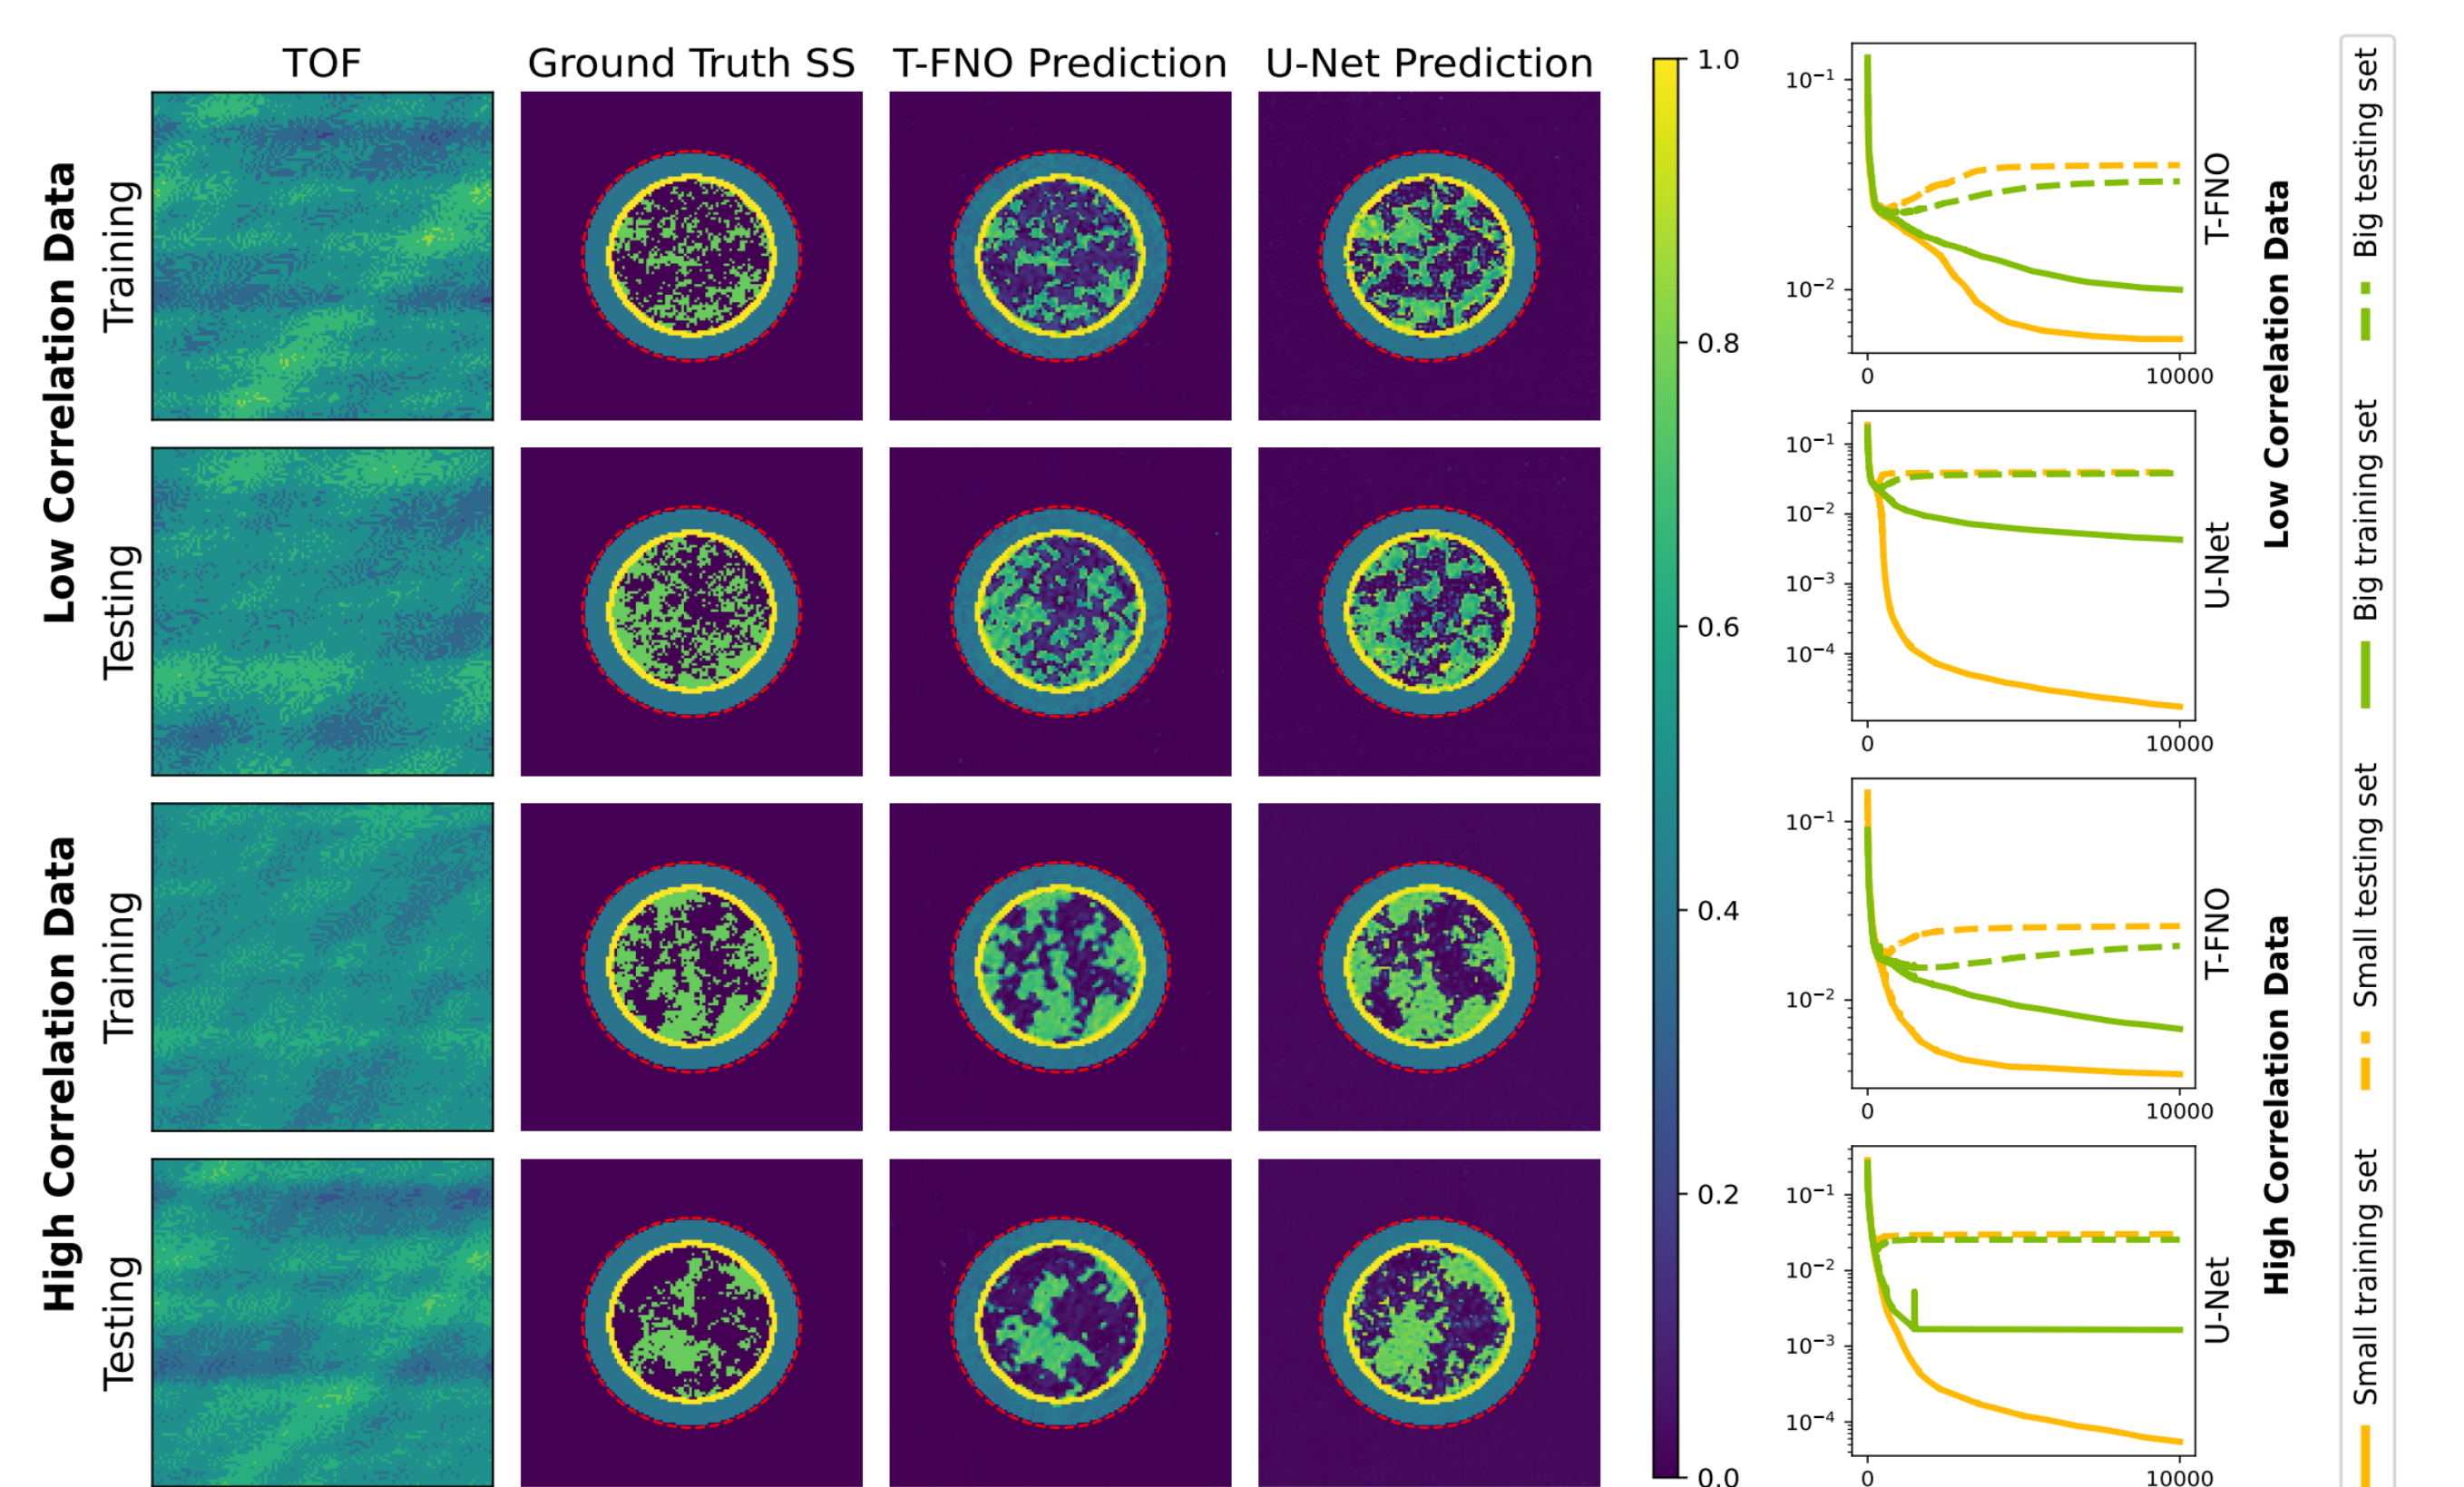 TOF
Ground Truth SS
T-FNO Prediction
U-Net Prediction
Low Correlation Data
Training
Testing
High Correlation Data
Training
Testing
1.0
0.8
0.6
0.4
0.2
0.0
10⁻¹
10⁻²
0
10000
T-FNO
10⁻¹
10⁻²
10⁻³
10⁻⁴
0
10000
U-Net
Low Correlation Data
10⁻¹
10⁻²
0
10000
T-FNO
10⁻¹
10⁻²
10⁻³
10⁻⁴
0
10000
U-Net
High Correlation Data
Small training set
Small testing set
Big training set
Big testing set